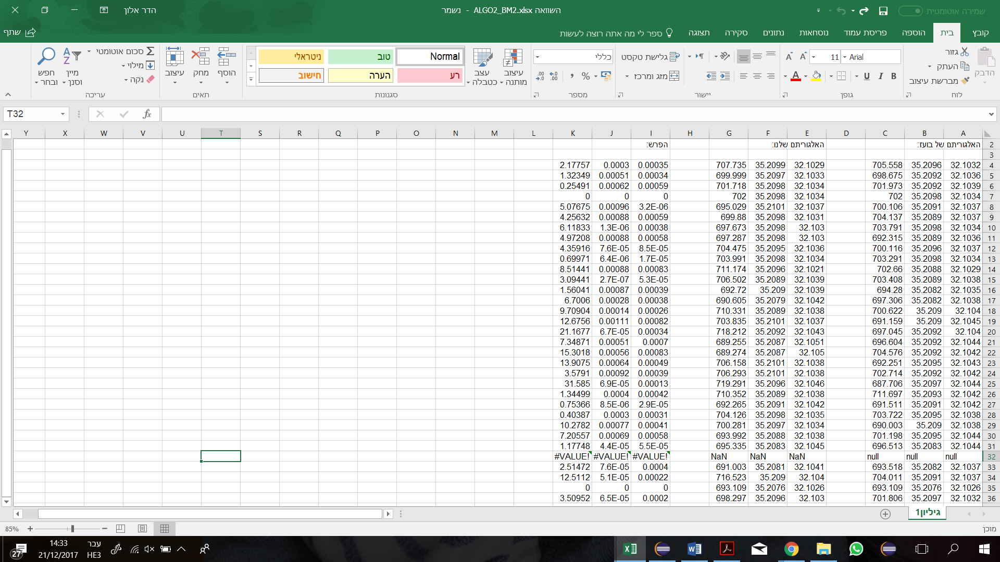 הדר אלון
השוואה ALGO2_BM2.xlsx - נשמר
שמירה אוטומטית
קובץ בית הוספה פריסת עמוד נוסחאות נתונים סקירה תצוגה ספר לי מה אתה רוצה לעשות שתף
הדבק גזור העתק מברשת עיצוב לוח
Arial 11 B I U גופן
גלישת טקסט מזג ומרכז יישור
כללי % מספר
עיצוב מותנה
עצב כטבלה
Normal טוב ניטראלי
רע הערה חישוב
סגנונות
הוסף מחק עיצוב תאים
סכום אוטומטי מילוי נקה
מיין וסנן
חפש ובחר
עריכה
T32 fx
Y X W V U T S R Q P O N M L K J I H G F E D C B A
2 האלגוריתם של בועז: האלגוריתם שלנו: הפרש:
3
2.17757 0.0003 0.00035 707.735 35.2099 32.1029 705.558 35.2096 32.1032 4
1.32349 0.00051 0.00034 699.999 35.2097 32.1033 698.675 35.2092 32.1036 5
0.25491 0.00062 0.00059 701.718 35.2098 32.1034 701.973 35.2092 32.1039 6
0 0 0 702 35.2098 32.1034 702 35.2098 32.1034 7
5.07675 0.00096 3.2E-06 695.029 35.2101 32.1037 700.106 35.2091 32.1037 8
4.25632 0.00088 0.00059 699.88 35.2098 32.1031 704.137 35.2089 32.1037 9
6.11833 1.3E-06 0.00038 697.673 35.2098 32.103 703.791 35.2098 32.1034 10
4.97208 0.00088 0.00058 697.287 35.2098 32.103 692.315 35.2089 32.1036 11
4.35916 7.6E-05 8.5E-05 704.475 35.2095 32.1036 700.116 35.2096 32.1037 12
0.69971 6.4E-06 1.7E-05 703.991 35.2098 32.1034 703.291 35.2098 32.1034 13
8.51441 0.00088 0.00083 711.174 35.2096 32.1021 702.66 35.2088 32.1029 14
3.09441 2.7E-07 5.3E-05 706.502 35.2089 32.1039 703.408 35.2089 32.1038 15
1.56041 0.00087 0.00039 692.72 35.209 32.1039 694.28 35.2082 32.1035 16
6.7006 0.00028 0.00038 690.605 35.2079 32.1042 697.306 35.2082 32.1038 17
9.70904 0.00014 0.00026 710.331 35.2089 32.1038 700.622 35.209 32.104 18
12.6756 0.00111 0.00082 703.835 35.2101 32.1037 691.159 35.209 32.1045 19
21.1677 6.7E-05 0.00034 718.212 35.2092 32.1043 697.045 35.2092 32.104 20
7.34871 0.00051 0.0007 689.255 35.2087 32.1051 696.604 35.2092 32.1044 21
15.3018 0.00056 0.00083 689.274 35.2087 32.105 704.576 35.2092 32.1042 22
13.9075 0.00064 0.00049 706.158 35.2101 32.1038 692.251 35.2095 32.1043 23
3.5791 0.00092 0.00039 706.293 35.2101 32.1038 702.714 35.2092 32.1042 24
31.585 6.9E-05 0.00013 719.291 35.2096 32.1046 687.706 35.2097 32.1044 25
1.34499 0.0004 0.00042 710.352 35.2089 32.1038 711.697 35.2093 32.1042 26
0.75366 8.5E-06 2.9E-05 692.265 35.2091 32.1042 691.511 35.2091 32.1042 27
0.40387 0.0003 0.00031 704.126 35.2098 32.1035 703.722 35.2095 32.1038 28
10.2782 0.00077 0.00041 700.281 35.2097 32.1034 690.003 35.209 32.1038 29
7.20557 0.00069 0.00058 693.992 35.2088 32.1038 701.198 35.2095 32.1044 30
1.17748 4.4E-05 5.5E-05 695.335 35.2083 32.1045 696.513 35.2083 32.1044 31
#VALUE! #VALUE! #VALUE! NaN NaN NaN null null null 32
2.51472 7.6E-05 0.0004 691.003 35.2081 32.1041 693.518 35.2082 32.1037 33
12.5112 5.1E-05 0.00022 716.523 35.209 32.104 704.011 35.2091 32.1037 34
0 0 0 693.109 35.2076 32.1026 693.109 35.2076 32.1026 35
3.50952 6.5E-05 0.0002 698.297 35.2096 32.103 701.806 35.2097 32.1032 36
גיליון1
מוכן
85%
14:33
21/12/2017
עבר
HE3
27